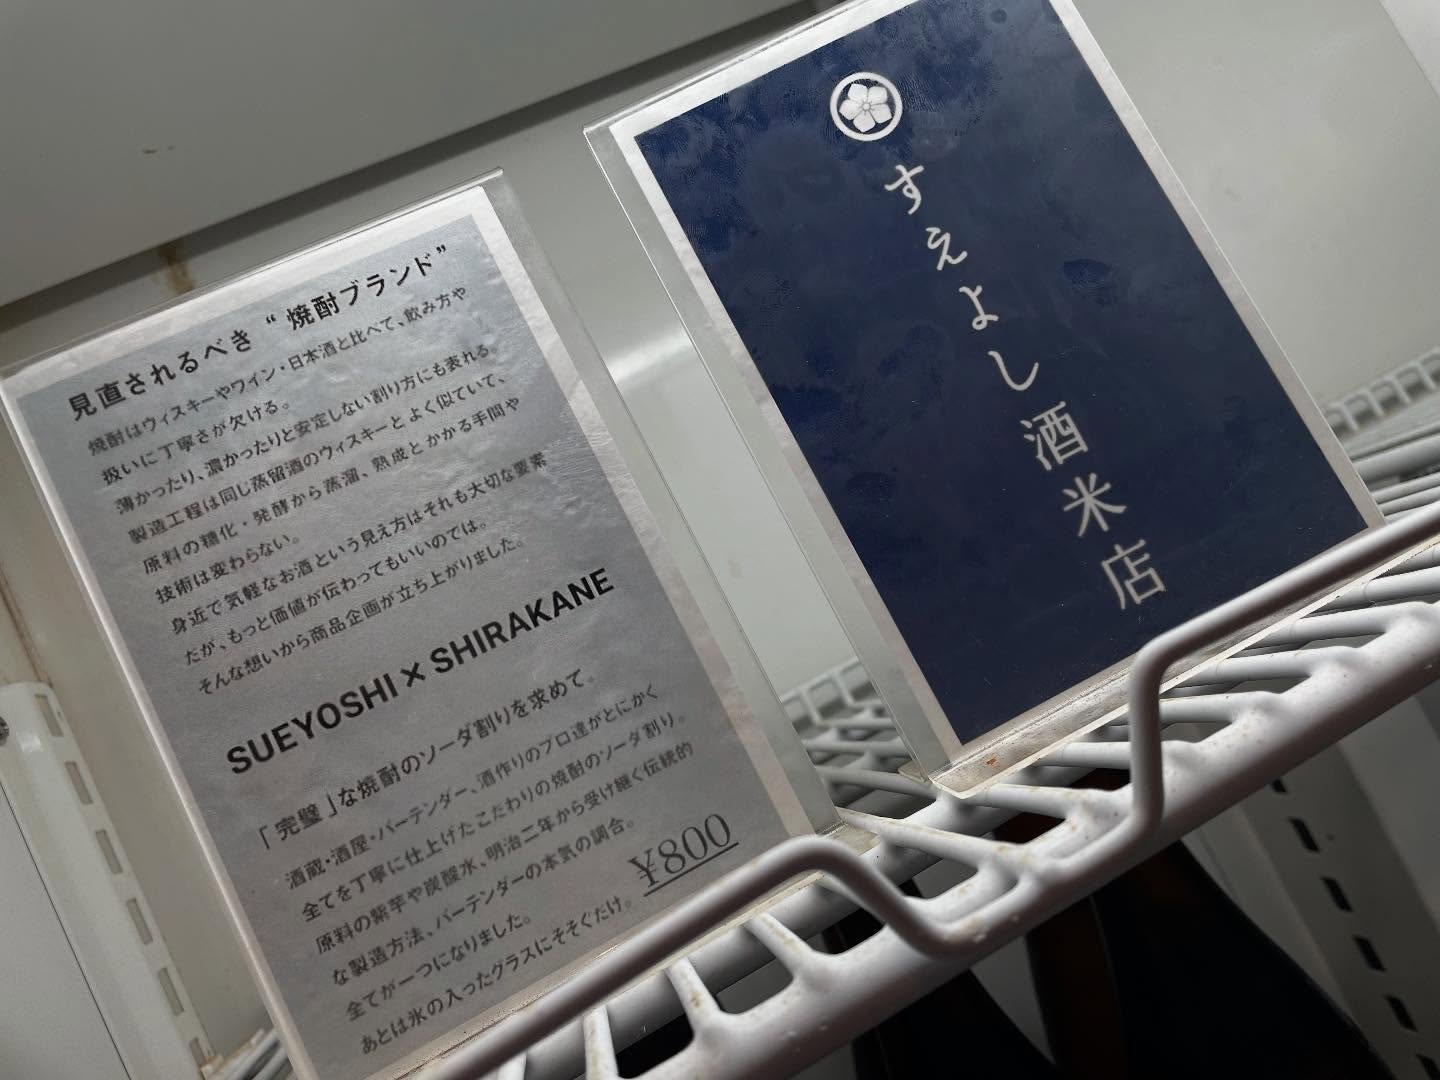 見直されるべき“焼酎ブランド”
焼酎はウィスキーやワイン・日本酒と比べて、飲み方や
扱いに丁寧さが欠ける。
薄かったり、濃かったりと安定しない割り方にも表れる。
製造工程は同じ蒸留酒のウィスキーとよく似ていて、
原料の糖化・発酵から蒸溜、熟成とかかる手間や
技術は変わらない。
身近で気軽なお酒という見え方はそれも大切な要素
だが、もっと価値が伝わってもいいのでは。
そんな想いから商品企画が立ち上がりました。
SUEYOSHI × SHIRAKANE
「完璧」な焼酎のソーダ割りを求めて。
酒蔵・酒屋・バーテンダー、酒作りのプロ達がとにかく
全てを丁寧に仕上げたこだわりの焼酎のソーダ割り。
原料の紫芋や炭酸水、明治二年から受け継ぐ伝統的
な製造方法、バーテンダーの本気の調合。
全てが一つになりました。
あとは氷の入ったグラスにそそぐだけ。
¥800
すえよし酒米店